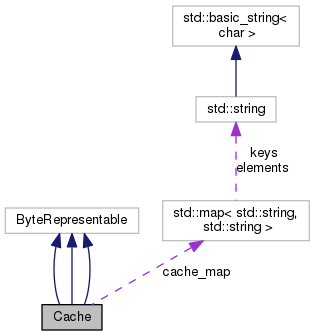 std::basic_string<
char >
std::string
keys
elements
std::map< std::string,
std::string >
ByteRepresentable
cache_map
Cache